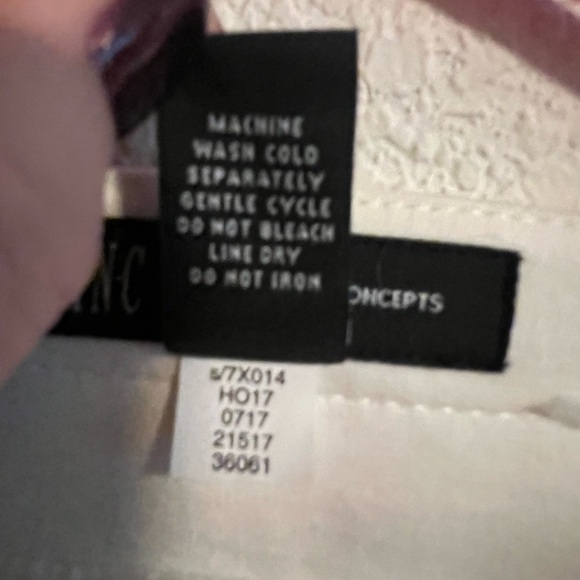 MACHINE
WASH COLD
SEPARATELY
GENTLE CYCLE
DO NOT BLEACH
LINE DRY
DO NOT IRON
N·C
ONCEPTS
s/7X014
HO17
0717
21517
36061